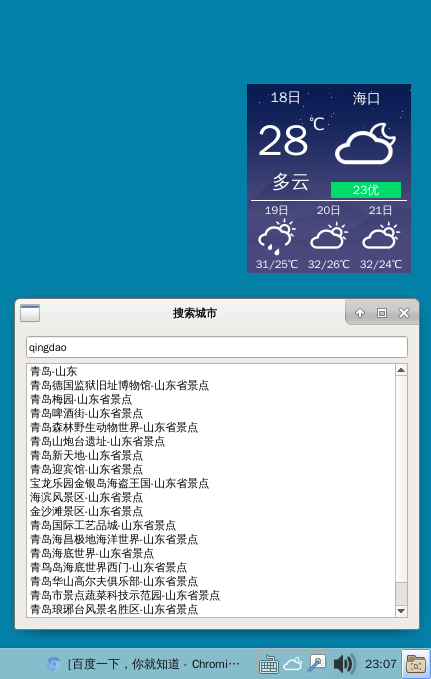 18日 海口
28℃
多云 23优
19日 20日 21日
31/25℃ 32/26℃ 32/24℃
搜索城市
qingdao
青岛-山东
青岛德国监狱旧址博物馆-山东省景点
青岛梅园-山东省景点
青岛啤酒街-山东省景点
青岛森林野生动物世界-山东省景点
青岛山炮台遗址-山东省景点
青岛新天地-山东省景点
青岛迎宾馆-山东省景点
宝龙乐园金银岛海盗王国-山东省景点
海滨风景区-山东省景点
金沙滩景区-山东省景点
青岛国际工艺品城-山东省景点
青岛海昌极地海洋世界-山东省景点
青岛海底世界-山东省景点
青鸟岛海底世界西门-山东省景点
青岛华山高尔夫俱乐部-山东省景点
青岛市景点蔬菜科技示范园-山东省景点
青岛琅琊台风景名胜区-山东省景点
[百度一下，你就知道 - Chromi… 23:07